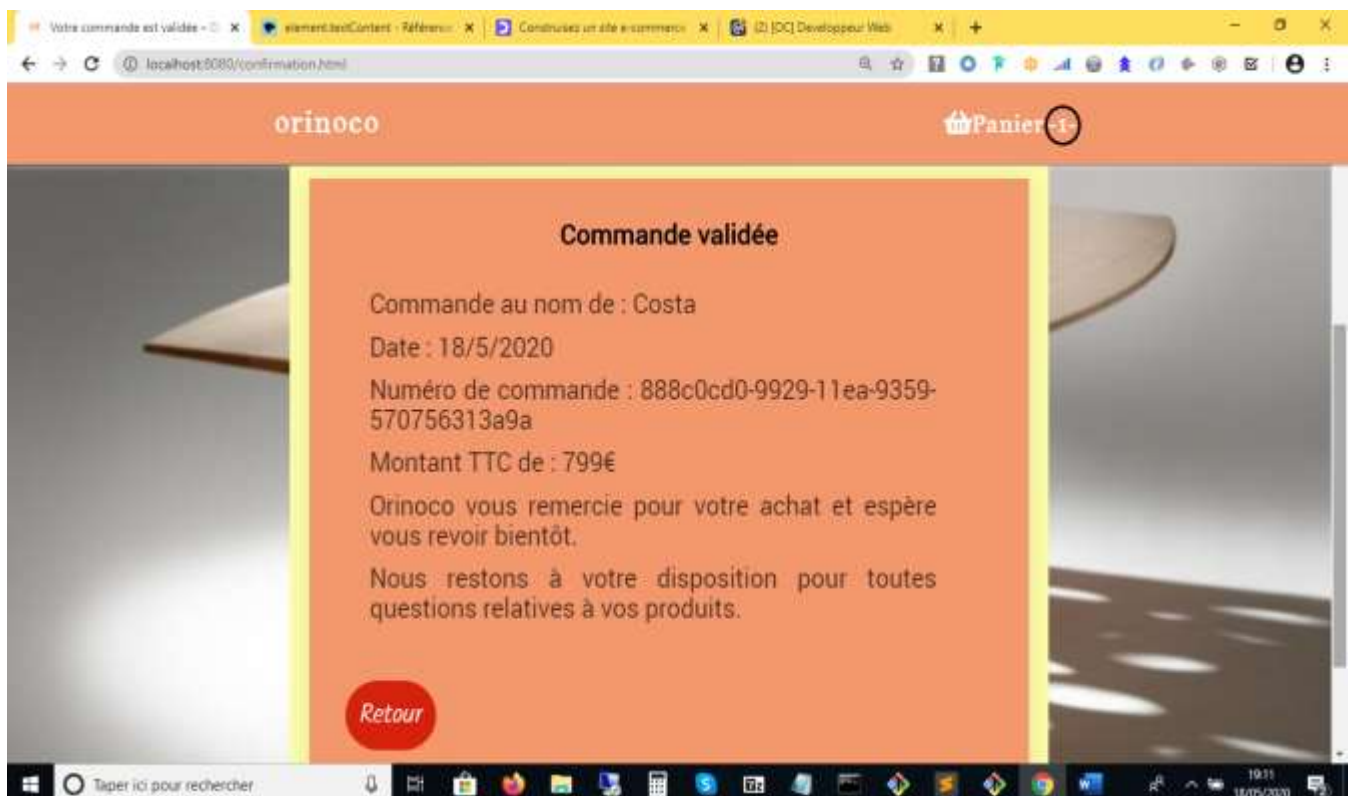 Votre commande est validée -
element.textContent - Référence
Construisez un site e-commerce
(2) [OC] Developpeur Web
localhost:8080/confirmation.html
orinoco
Panier -1-
Commande validée
Commande au nom de : Costa
Date : 18/5/2020
Numéro de commande : 888c0cd0-9929-11ea-9359-
570756313a9a
Montant TTC de : 799€
Orinoco vous remercie pour votre achat et espère
vous revoir bientôt.
Nous restons à votre disposition pour toutes
questions relatives à vos produits.
Retour
Taper ici pour rechercher
19:11
18/05/2020